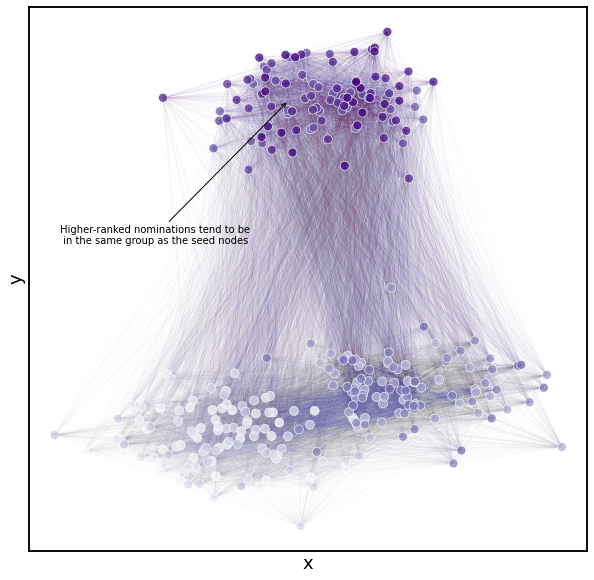 Higher-ranked nominations tend to be
in the same group as the seed nodes
y
x